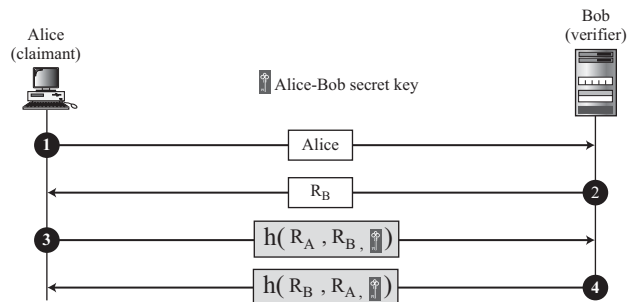 Alice
(claimant)
Bob
(verifier)
Alice-Bob secret key
1
Alice
R_B
2
3
h( R_A , R_B, )
h( R_B , R_A, )
4